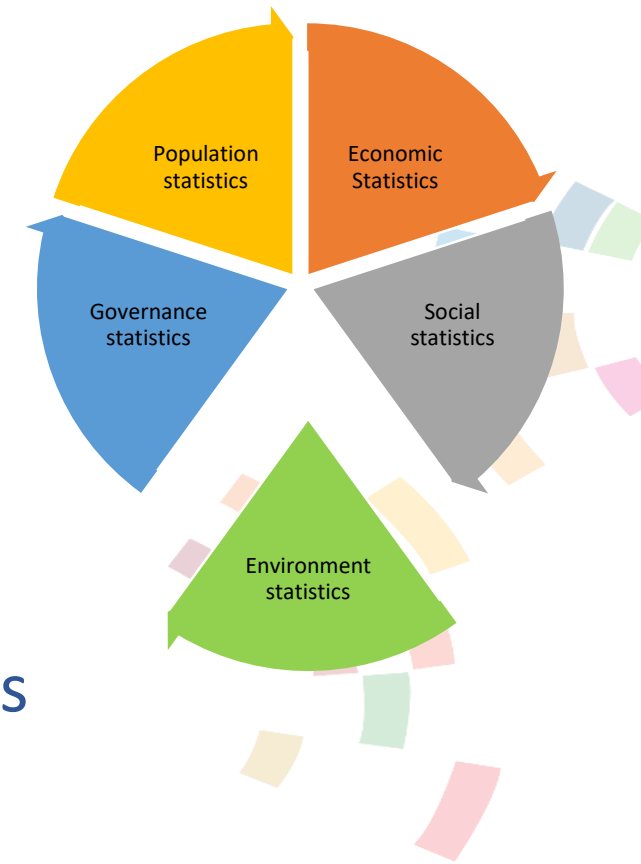 Population
statistics
Economic
Statistics
Governance
statistics
Social
statistics
Environment
statistics
s